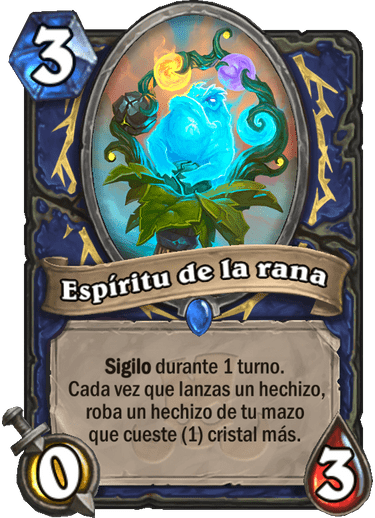 3
Espíritu de la rana
Sigilo durante 1 turno.
Cada vez que lanzas un hechizo,
roba un hechizo de tu mazo
que cueste (1) cristal más.
0
3